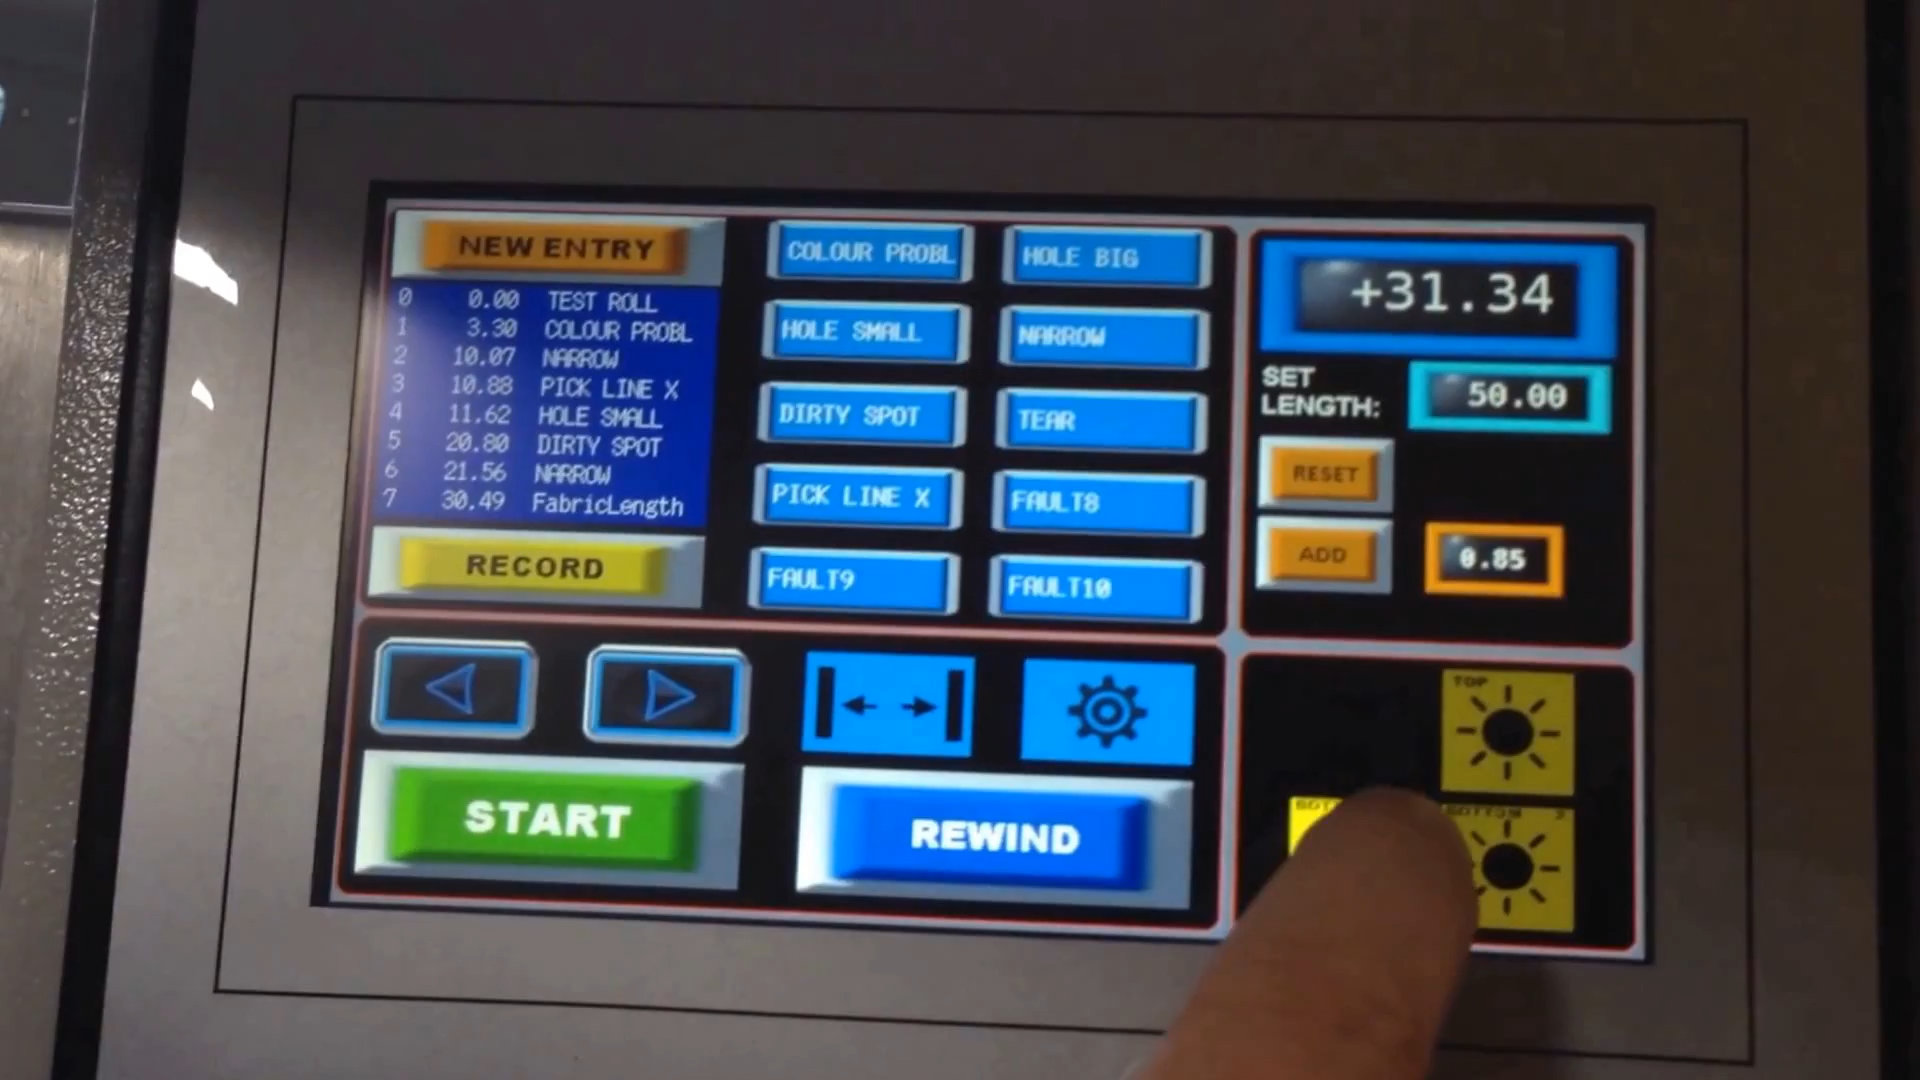 NEW ENTRY
0 0.00 TEST ROLL
1 3.30 COLOUR PROBL
2 10.07 NARROW
3 10.88 PICK LINE X
4 11.62 HOLE SMALL
5 20.80 DIRTY SPOT
6 21.56 NARROW
7 30.49 FabricLength
RECORD
COLOUR PROBL
HOLE BIG
HOLE SMALL
NARROW
DIRTY SPOT
TEAR
PICK LINE X
FAULT8
FAULT9
FAULT10
+31.34
SET
LENGTH:
50.00
RESET
ADD
0.85
START
REWIND
TOP
BOTTOM 2